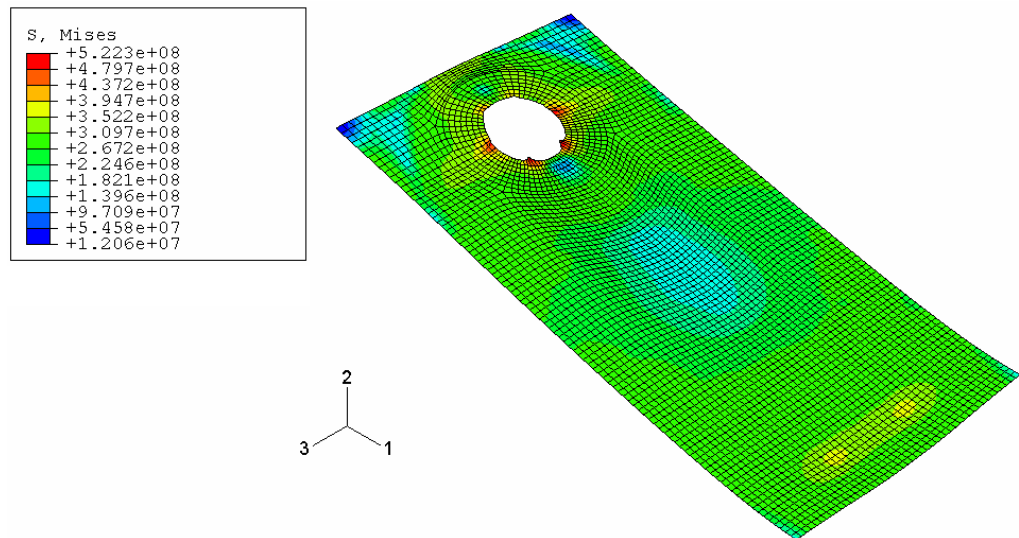 S, Mises
+5.223e+08
+4.797e+08
+4.372e+08
+3.947e+08
+3.522e+08
+3.097e+08
+2.672e+08
+2.246e+08
+1.821e+08
+1.396e+08
+9.709e+07
+5.458e+07
+1.206e+07
2
3
1